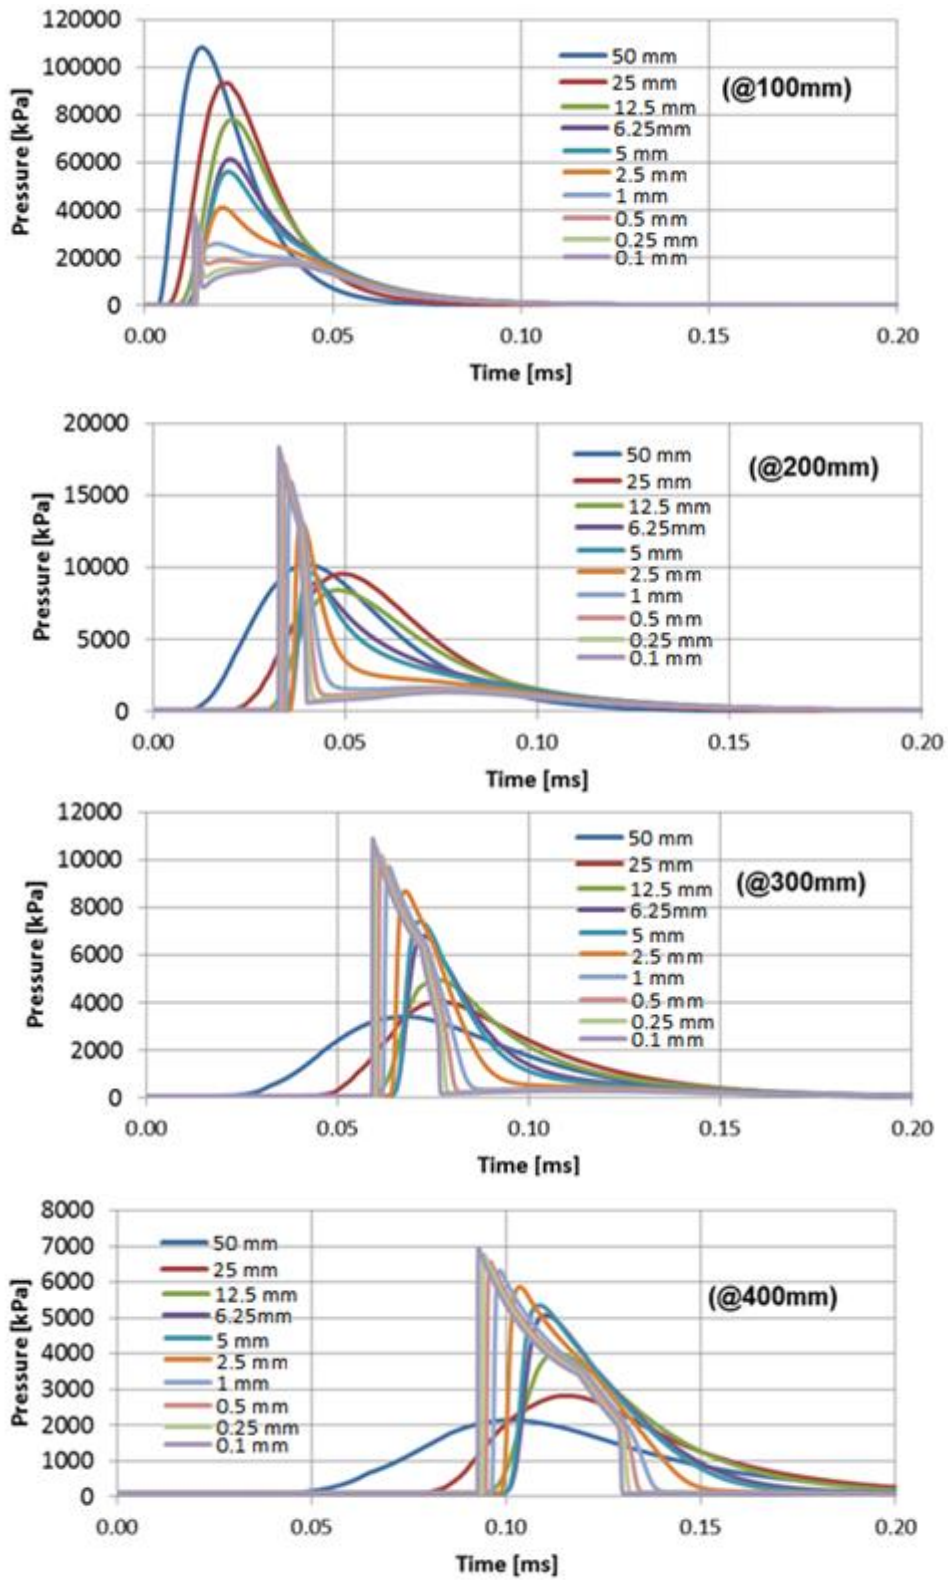 120000
100000
80000
60000
40000
20000
0
Pressure [kPa]
50 mm
25 mm
12.5 mm
6.25mm
5 mm
2.5 mm
1 mm
0.5 mm
0.25 mm
0.1 mm
(@100mm)
0.00 0.05 0.10 0.15 0.20
Time [ms]
20000
15000
10000
5000
0
Pressure [kPa]
50 mm
25 mm
12.5 mm
6.25mm
5 mm
2.5 mm
1 mm
0.5 mm
0.25 mm
0.1 mm
(@200mm)
0.00 0.05 0.10 0.15 0.20
Time [ms]
12000
10000
8000
6000
4000
2000
0
Pressure [kPa]
50 mm
25 mm
12.5 mm
6.25mm
5 mm
2.5 mm
1 mm
0.5 mm
0.25 mm
0.1 mm
(@300mm)
0.00 0.05 0.10 0.15 0.20
Time [ms]
8000
7000
6000
5000
4000
3000
2000
1000
0
Pressure [kPa]
50 mm
25 mm
12.5 mm
6.25mm
5 mm
2.5 mm
1 mm
0.5 mm
0.25 mm
0.1 mm
(@400mm)
0.00 0.05 0.10 0.15 0.20
Time [ms]